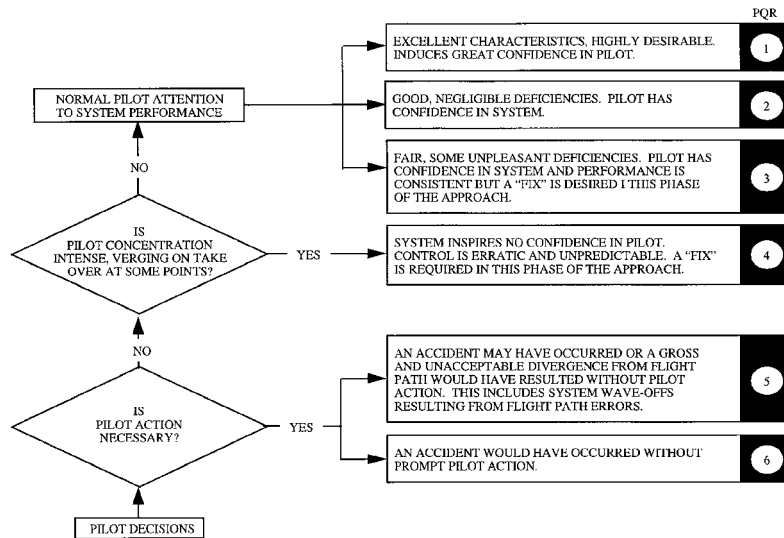 PQR
EXCELLENT CHARACTERISTICS, HIGHLY DESIRABLE.
INDUCES GREAT CONFIDENCE IN PILOT.
1
NORMAL PILOT ATTENTION
TO SYSTEM PERFORMANCE
GOOD, NEGLIGIBLE DEFICIENCIES. PILOT HAS
CONFIDENCE IN SYSTEM.
2
NO
FAIR, SOME UNPLEASANT DEFICIENCIES. PILOT HAS
CONFIDENCE IN SYSTEM AND PERFORMANCE IS
CONSISTENT BUT A “FIX” IS DESIRED I THIS PHASE
OF THE APPROACH.
3
IS
PILOT CONCENTRATION
INTENSE, VERGING ON TAKE
OVER AT SOME POINTS?
YES
SYSTEM INSPIRES NO CONFIDENCE IN PILOT.
CONTROL IS ERRATIC AND UNPREDICTABLE. A “FIX”
IS REQUIRED IN THIS PHASE OF THE APPROACH.
4
NO
AN ACCIDENT MAY HAVE OCCURRED OR A GROSS
AND UNACCEPTABLE DIVERGENCE FROM FLIGHT
PATH WOULD HAVE RESULTED WITHOUT PILOT
ACTION. THIS INCLUDES SYSTEM WAVE-OFFS
RESULTING FROM FLIGHT PATH ERRORS.
5
IS
PILOT ACTION
NECESSARY?
YES
AN ACCIDENT WOULD HAVE OCCURRED WITHOUT
PROMPT PILOT ACTION.
6
PILOT DECISIONS